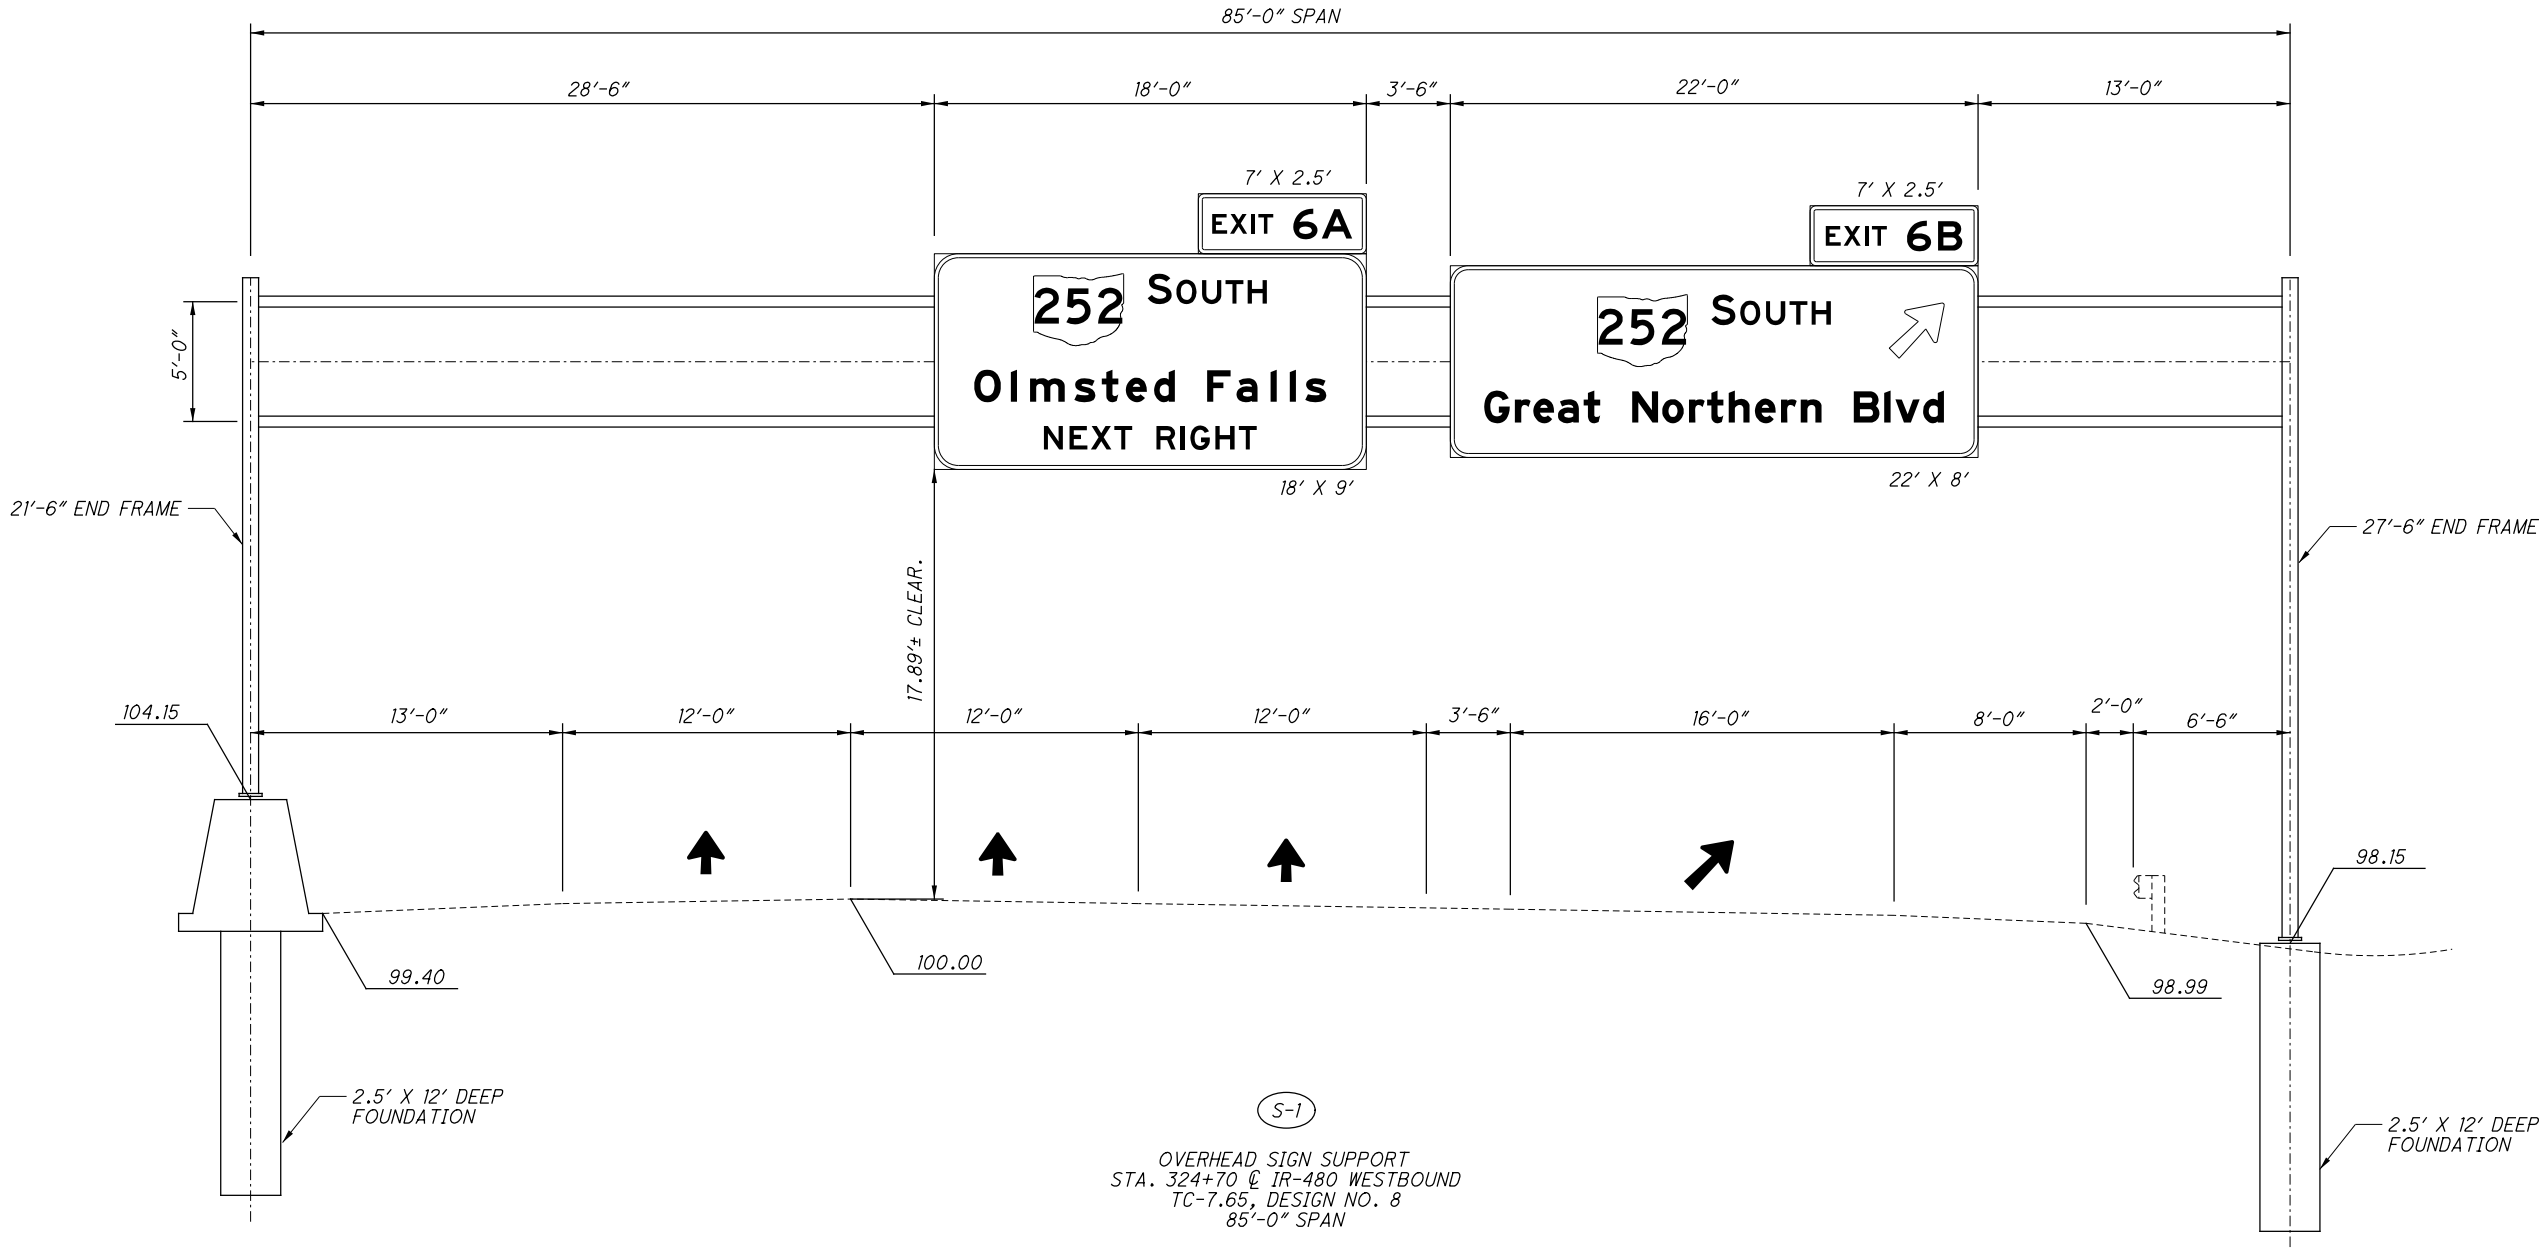 85'-0" SPAN
28'-6"
18'-0"
3'-6"
22'-0"
13'-0"
7' X 2.5'
7' X 2.5'
EXIT 6A
EXIT 6B
252 SOUTH
Olmsted Falls
NEXT RIGHT
252 SOUTH
Great Northern Blvd
5'-0"
18' X 9'
22' X 8'
21'-6" END FRAME
27'-6" END FRAME
17.89'± CLEAR.
104.15
13'-0"
12'-0"
12'-0"
12'-0"
3'-6"
16'-0"
8'-0"
2'-0"
6'-6"
98.15
99.40
100.00
98.99
2.5' X 12' DEEP
FOUNDATION
2.5' X 12' DEEP
FOUNDATION
S-1
OVERHEAD SIGN SUPPORT
STA. 324+70 ℄ IR-480 WESTBOUND
TC-7.65, DESIGN NO. 8
85'-0" SPAN